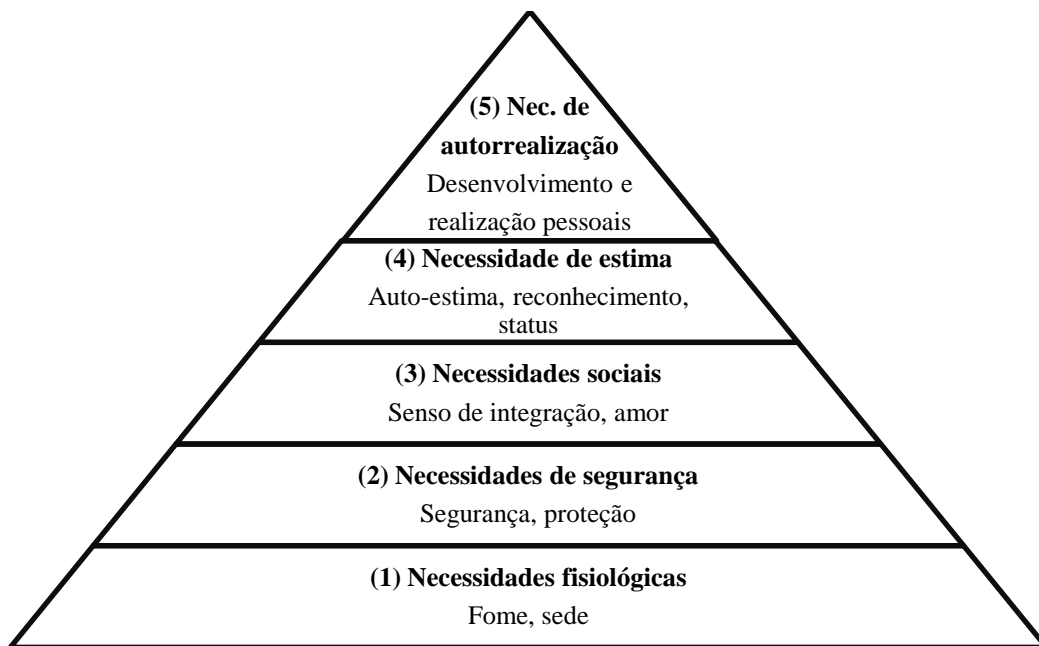 (5) Nec. de
autorrealização
Desenvolvimento e
realização pessoais
(4) Necessidade de estima
Auto-estima, reconhecimento,
status
(3) Necessidades sociais
Senso de integração, amor
(2) Necessidades de segurança
Segurança, proteção
(1) Necessidades fisiológicas
Fome, sede